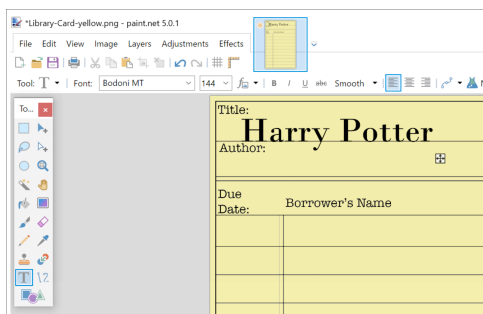 *Library-Card-yellow.png - paint.net 5.0.1
File Edit View Image Layers Adjustments Effects
Tool: T Font: Bodoni MT 144 B I U abc Smooth
To...
Title:
Harry Potter
Author:
Due
Date:
Borrower's Name